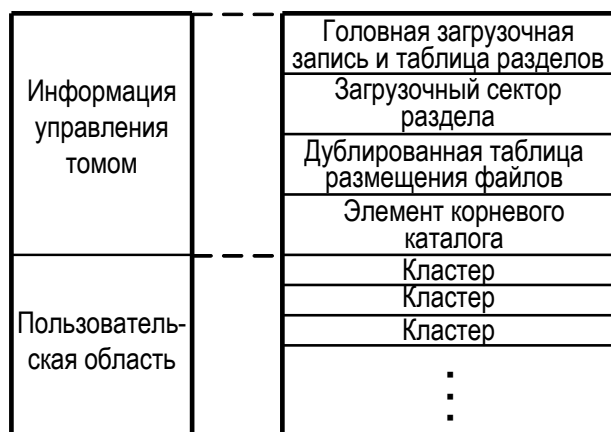 Информация
управления
томом
Пользователь-
ская область
Головная загрузочная
запись и таблица разделов
Загрузочный сектор
раздела
Дублированная таблица
размещения файлов
Элемент корневого
каталога
Кластер
Кластер
Кластер